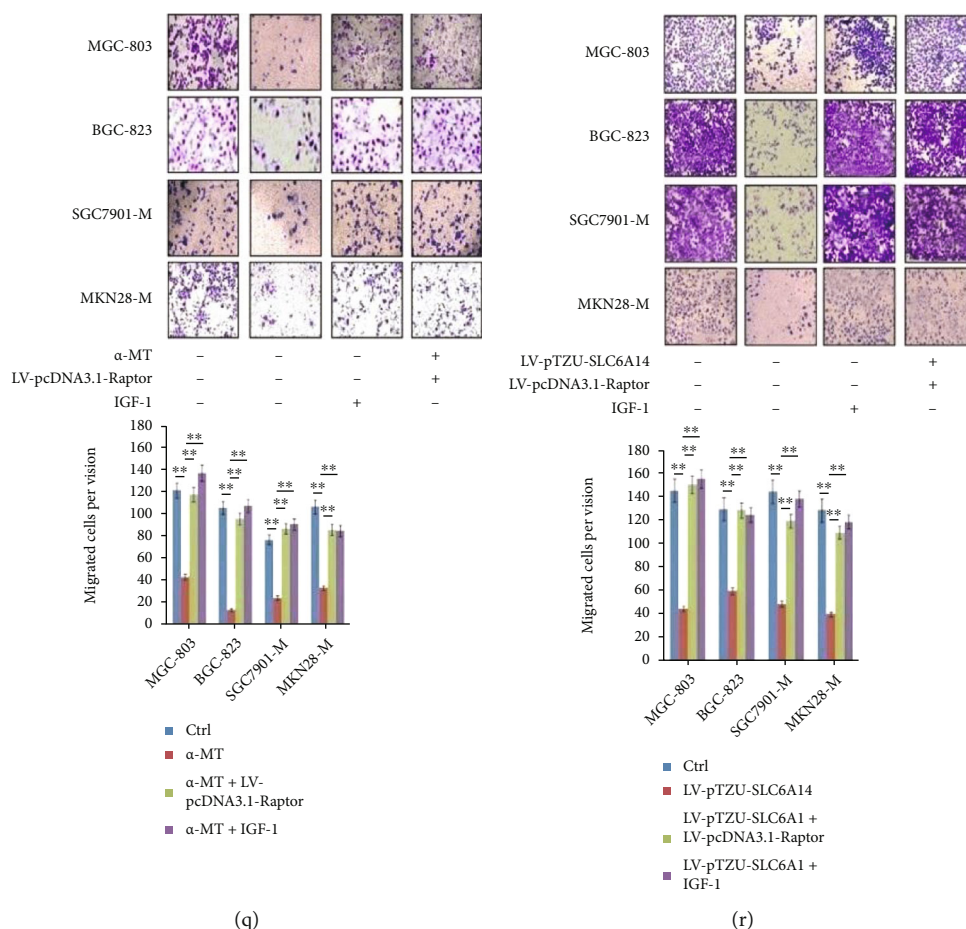 MGC-803
BGC-823
SGC7901-M
MKN28-M
α-MT – – – +
LV-pcDNA3.1-Raptor – – – +
IGF-1 – – + –
** ** ** ** ** ** ** ** ** ** ** **
Migrated cells per vision
180
160
140
120
100
80
60
40
20
0
MGC-803
BGC-823
SGC7901-M
MKN28-M
Ctrl
α-MT
α-MT + LV-
pcDNA3.1-Raptor
α-MT + IGF-1
(q)
MGC-803
BGC-823
SGC7901-M
MKN28-M
LV-pTZU-SLC6A14 – – – +
LV-pcDNA3.1-Raptor – – – +
IGF-1 – – + –
** ** ** ** ** ** ** ** ** ** ** **
Migrated cells per vision
180
160
140
120
100
80
60
40
20
0
MGC-803
BGC-823
SGC7901-M
MKN28-M
Ctrl
LV-pTZU-SLC6A14
LV-pTZU-SLC6A1 +
LV-pcDNA3.1-Raptor
LV-pTZU-SLC6A1 +
IGF-1
(r)